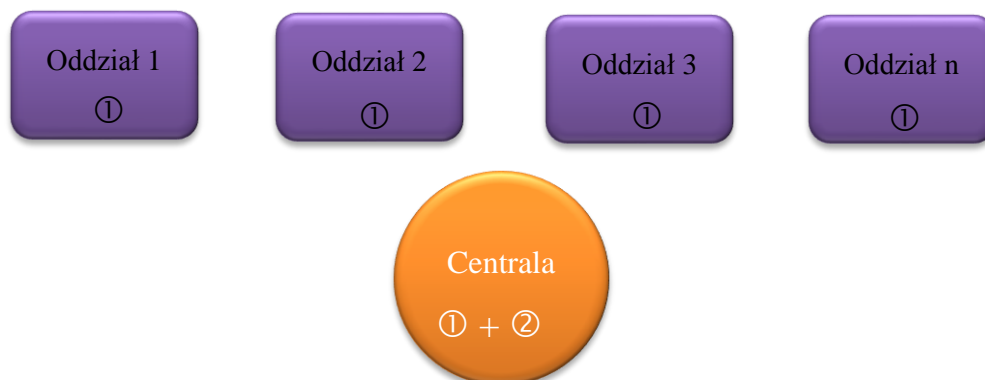 Oddział 1
①
Oddział 2
①
Oddział 3
①
Oddział n
①
Centrala
① + ②